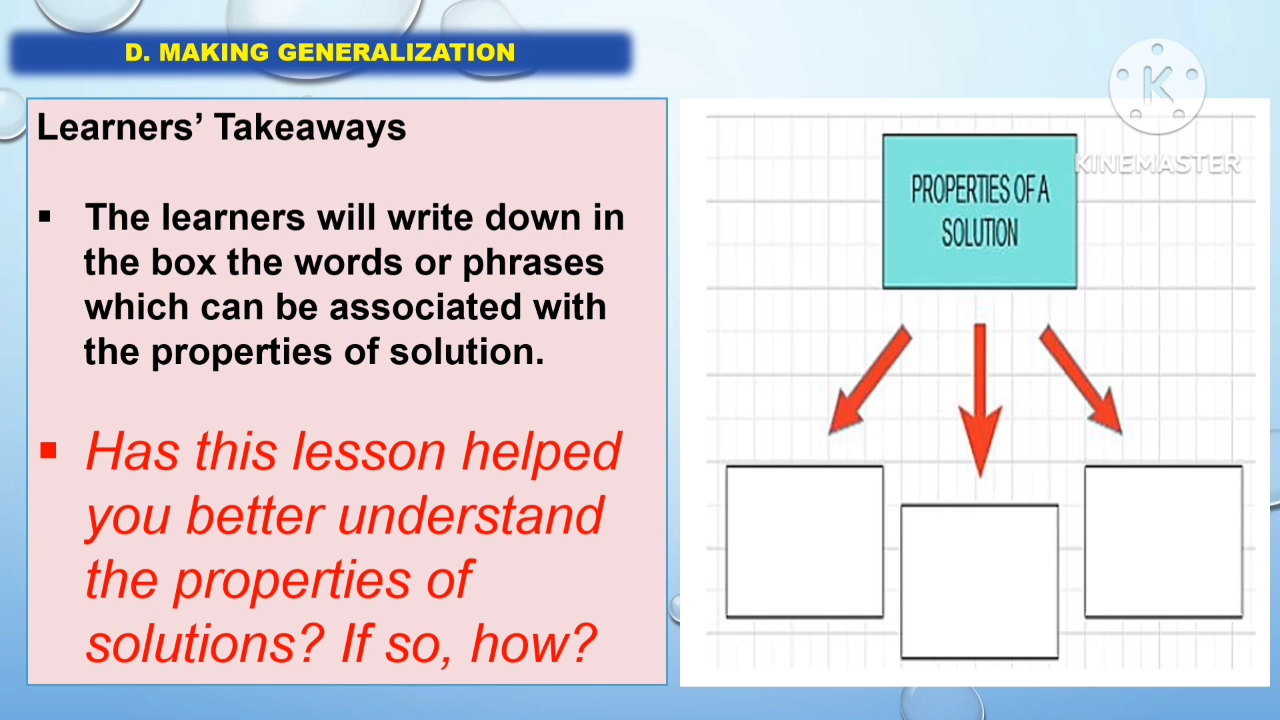 D. MAKING GENERALIZATION
Learners’ Takeaways
▪ The learners will write down in
the box the words or phrases
which can be associated with
the properties of solution.
▪ Has this lesson helped
you better understand
the properties of
solutions? If so, how?
K
KINEMASTER
PROPERTIES OF A
SOLUTION